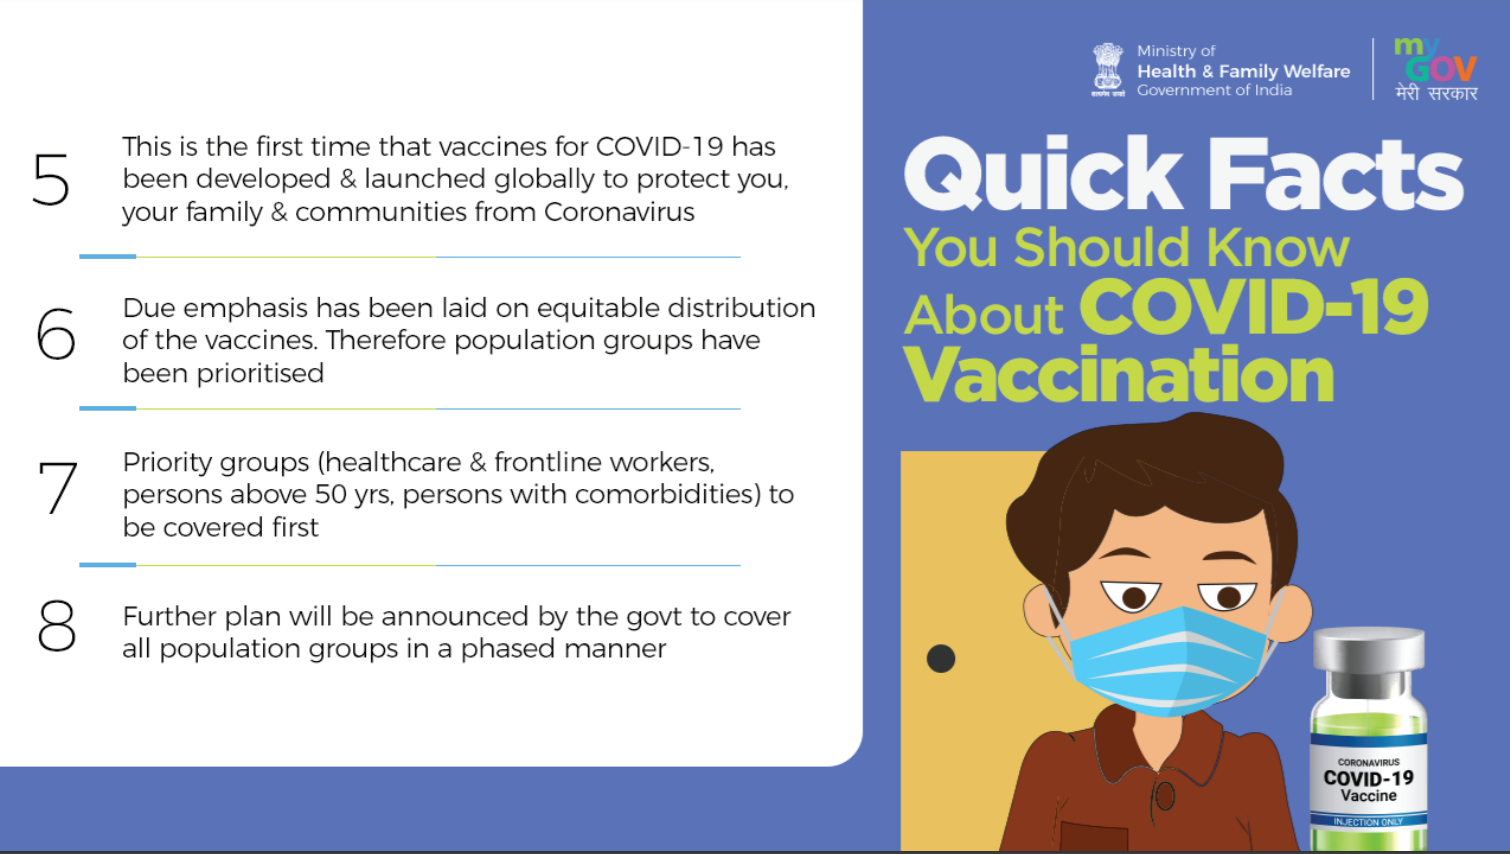 5
This is the first time that vaccines for COVID-19 has
been developed & launched globally to protect you,
your family & communities from Coronavirus
6
Due emphasis has been laid on equitable distribution
of the vaccines. Therefore population groups have
been prioritised
7
Priority groups (healthcare & frontline workers,
persons above 50 yrs, persons with comorbidities) to
be covered first
8
Further plan will be announced by the govt to cover
all population groups in a phased manner
सत्यमेव जयते
Ministry of
Health & Family Welfare
Government of India
my
GOV
मेरी सरकार
Quick Facts
You Should Know
About COVID-19
Vaccination
CORONAVIRUS
COVID-19
Vaccine
INJECTION ONLY